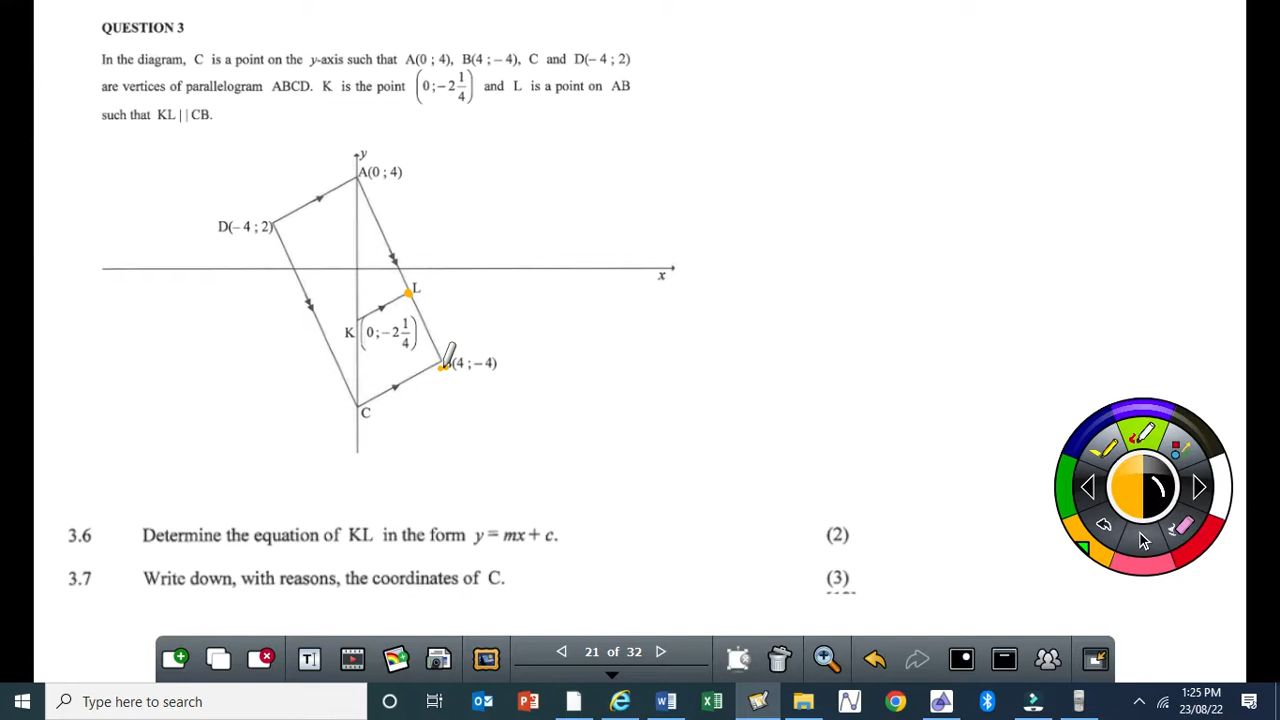 QUESTION 3
In the diagram, C is a point on the y-axis such that A(0 ; 4), B(4 ; – 4), C and D(– 4 ; 2)
are vertices of parallelogram ABCD. K is the point (0 ; – 2 1/4) and L is a point on AB
such that KL | | CB.
y
A(0 ; 4)
D(– 4 ; 2)
x
L
K (0 ; – 2 1/4)
(4 ; – 4)
C
3.6 Determine the equation of KL in the form y = mx + c. (2)
3.7 Write down, with reasons, the coordinates of C. (3)
21 of 32
Type here to search
1:25 PM
23/08/22